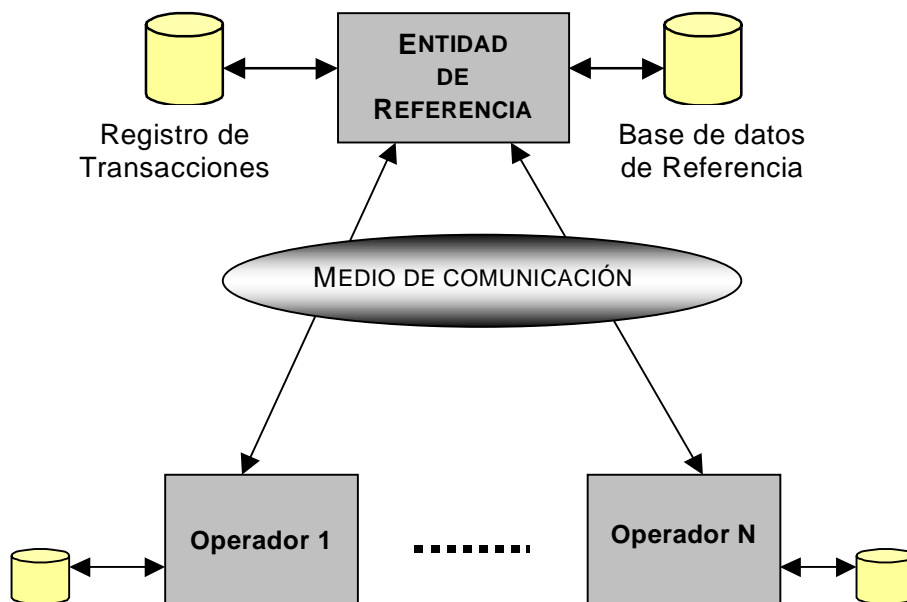 ENTIDAD
DE
REFERENCIA
Registro de
Transacciones
Base de datos
de Referencia
MEDIO DE COMUNICACIÓN
Operador 1
Operador N